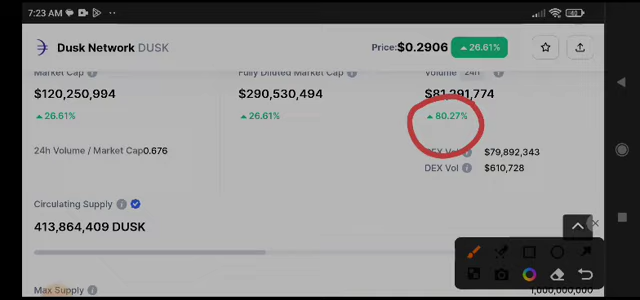 7:23 AM
Dusk Network DUSK
Price:$0.2906 26.61%
Market Cap
Fully Diluted Market Cap
Volume 24h
$120,250,994
$290,530,494
$81,291,774
26.61%
26.61%
80.27%
24h Volume / Market Cap0.676
Vol $79,892,343
DEX Vol $610,728
Circulating Supply
413,864,409 DUSK
Max Supply
1,000,000,000